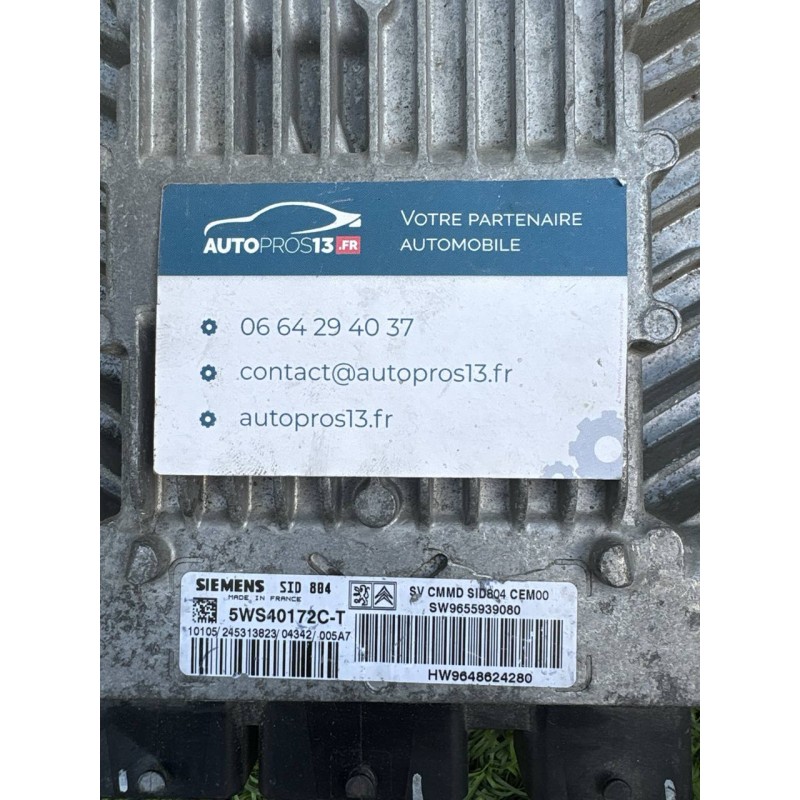 AUTOPROS13.FR
VOTRE PARTENAIRE
AUTOMOBILE
06 64 29 40 37
contact@autopros13.fr
autopros13.fr
SIEMENS SID 804
MADE IN FRANCE
5WS40172C-T
10105/245313823/04342/005A7
SV CMMD SID804 CEM00
SW9655939080
HW9648624280